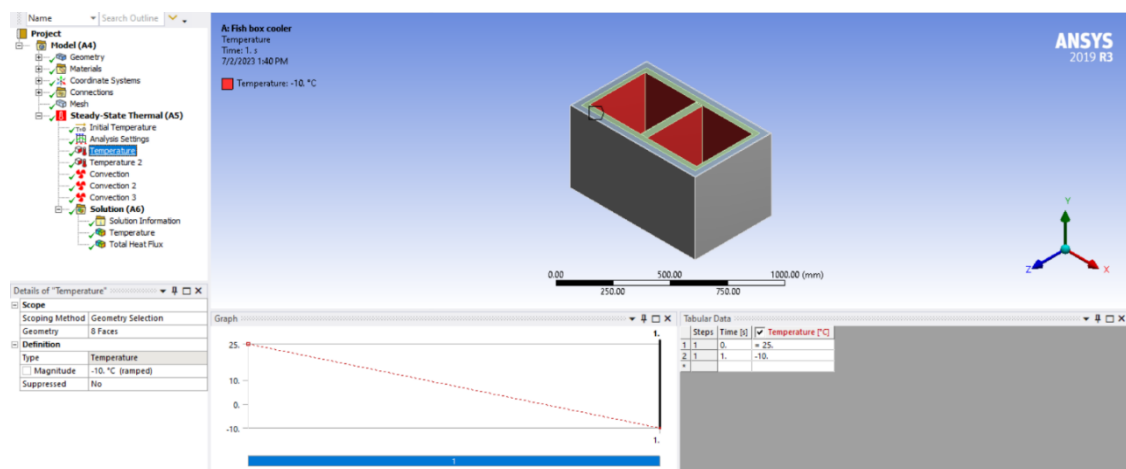 Name Search Outline
Project
Model (A4)
Geometry
Materials
Coordinate Systems
Connections
Mesh
Steady-State Thermal (A5)
T=0 Initial Temperature
Analysis Settings
Temperature
Temperature 2
Convection
Convection 2
Convection 3
Solution (A6)
Solution Information
Temperature
Total Heat Flux
Details of "Temperature"
Scope
Scoping Method Geometry Selection
Geometry 8 Faces
Definition
Type Temperature
Magnitude -10. °C (ramped)
Suppressed No
A: Fish box cooler
Temperature
Time: 1. s
7/2/2023 1:40 PM
Temperature: -10. °C
ANSYS
2019 R3
Y
Z X
0.00 500.00 1000.00 (mm)
250.00 750.00
Graph
1.
25.
10.
0.
-10.
1.
1
Tabular Data
Steps Time [s] Temperature [°C]
1 1 0. = 25.
2 1 1. -10.
*